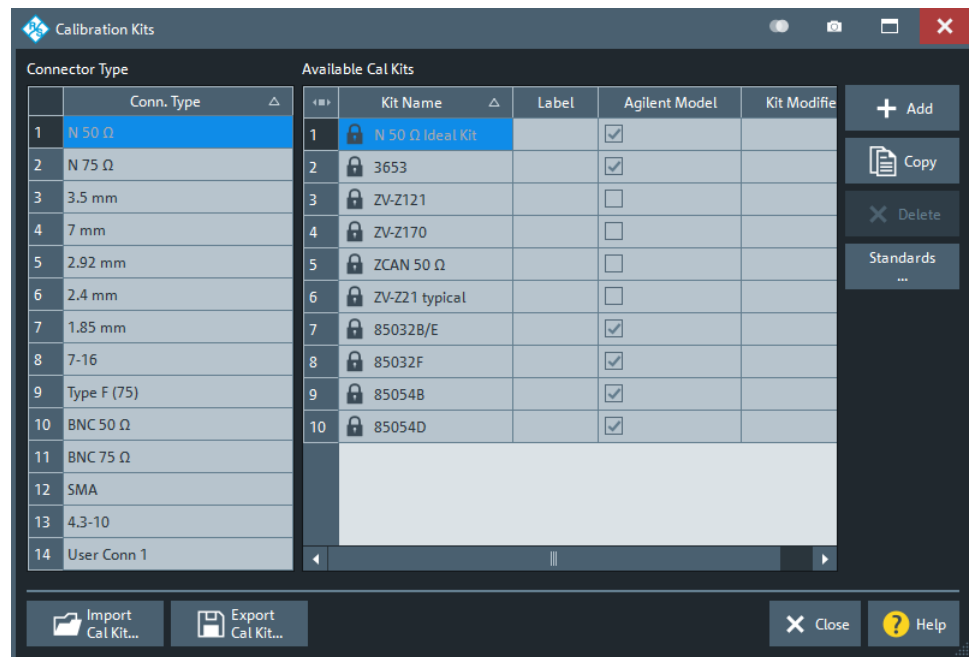 Calibration Kits
Connector Type
Available Cal Kits
Conn. Type
1 N 50 Ω
2 N 75 Ω
3 3.5 mm
4 7 mm
5 2.92 mm
6 2.4 mm
7 1.85 mm
8 7-16
9 Type F (75)
10 BNC 50 Ω
11 BNC 75 Ω
12 SMA
13 4.3-10
14 User Conn 1
Kit Name Label Agilent Model Kit Modifie
1 N 50 Ω Ideal Kit
2 3653
3 ZV-Z121
4 ZV-Z170
5 ZCAN 50 Ω
6 ZV-Z21 typical
7 85032B/E
8 85032F
9 85054B
10 85054D
Add
Copy
Delete
Standards
...
Import
Cal Kit...
Export
Cal Kit...
Close
? Help